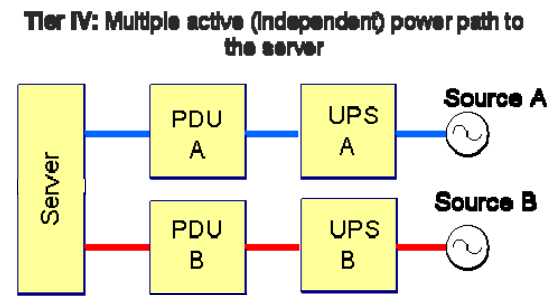 Tier IV: Multiple active (Independent) power path to
the server
Source A
PDU
A
UPS
A
Server
Source B
PDU
B
UPS
B